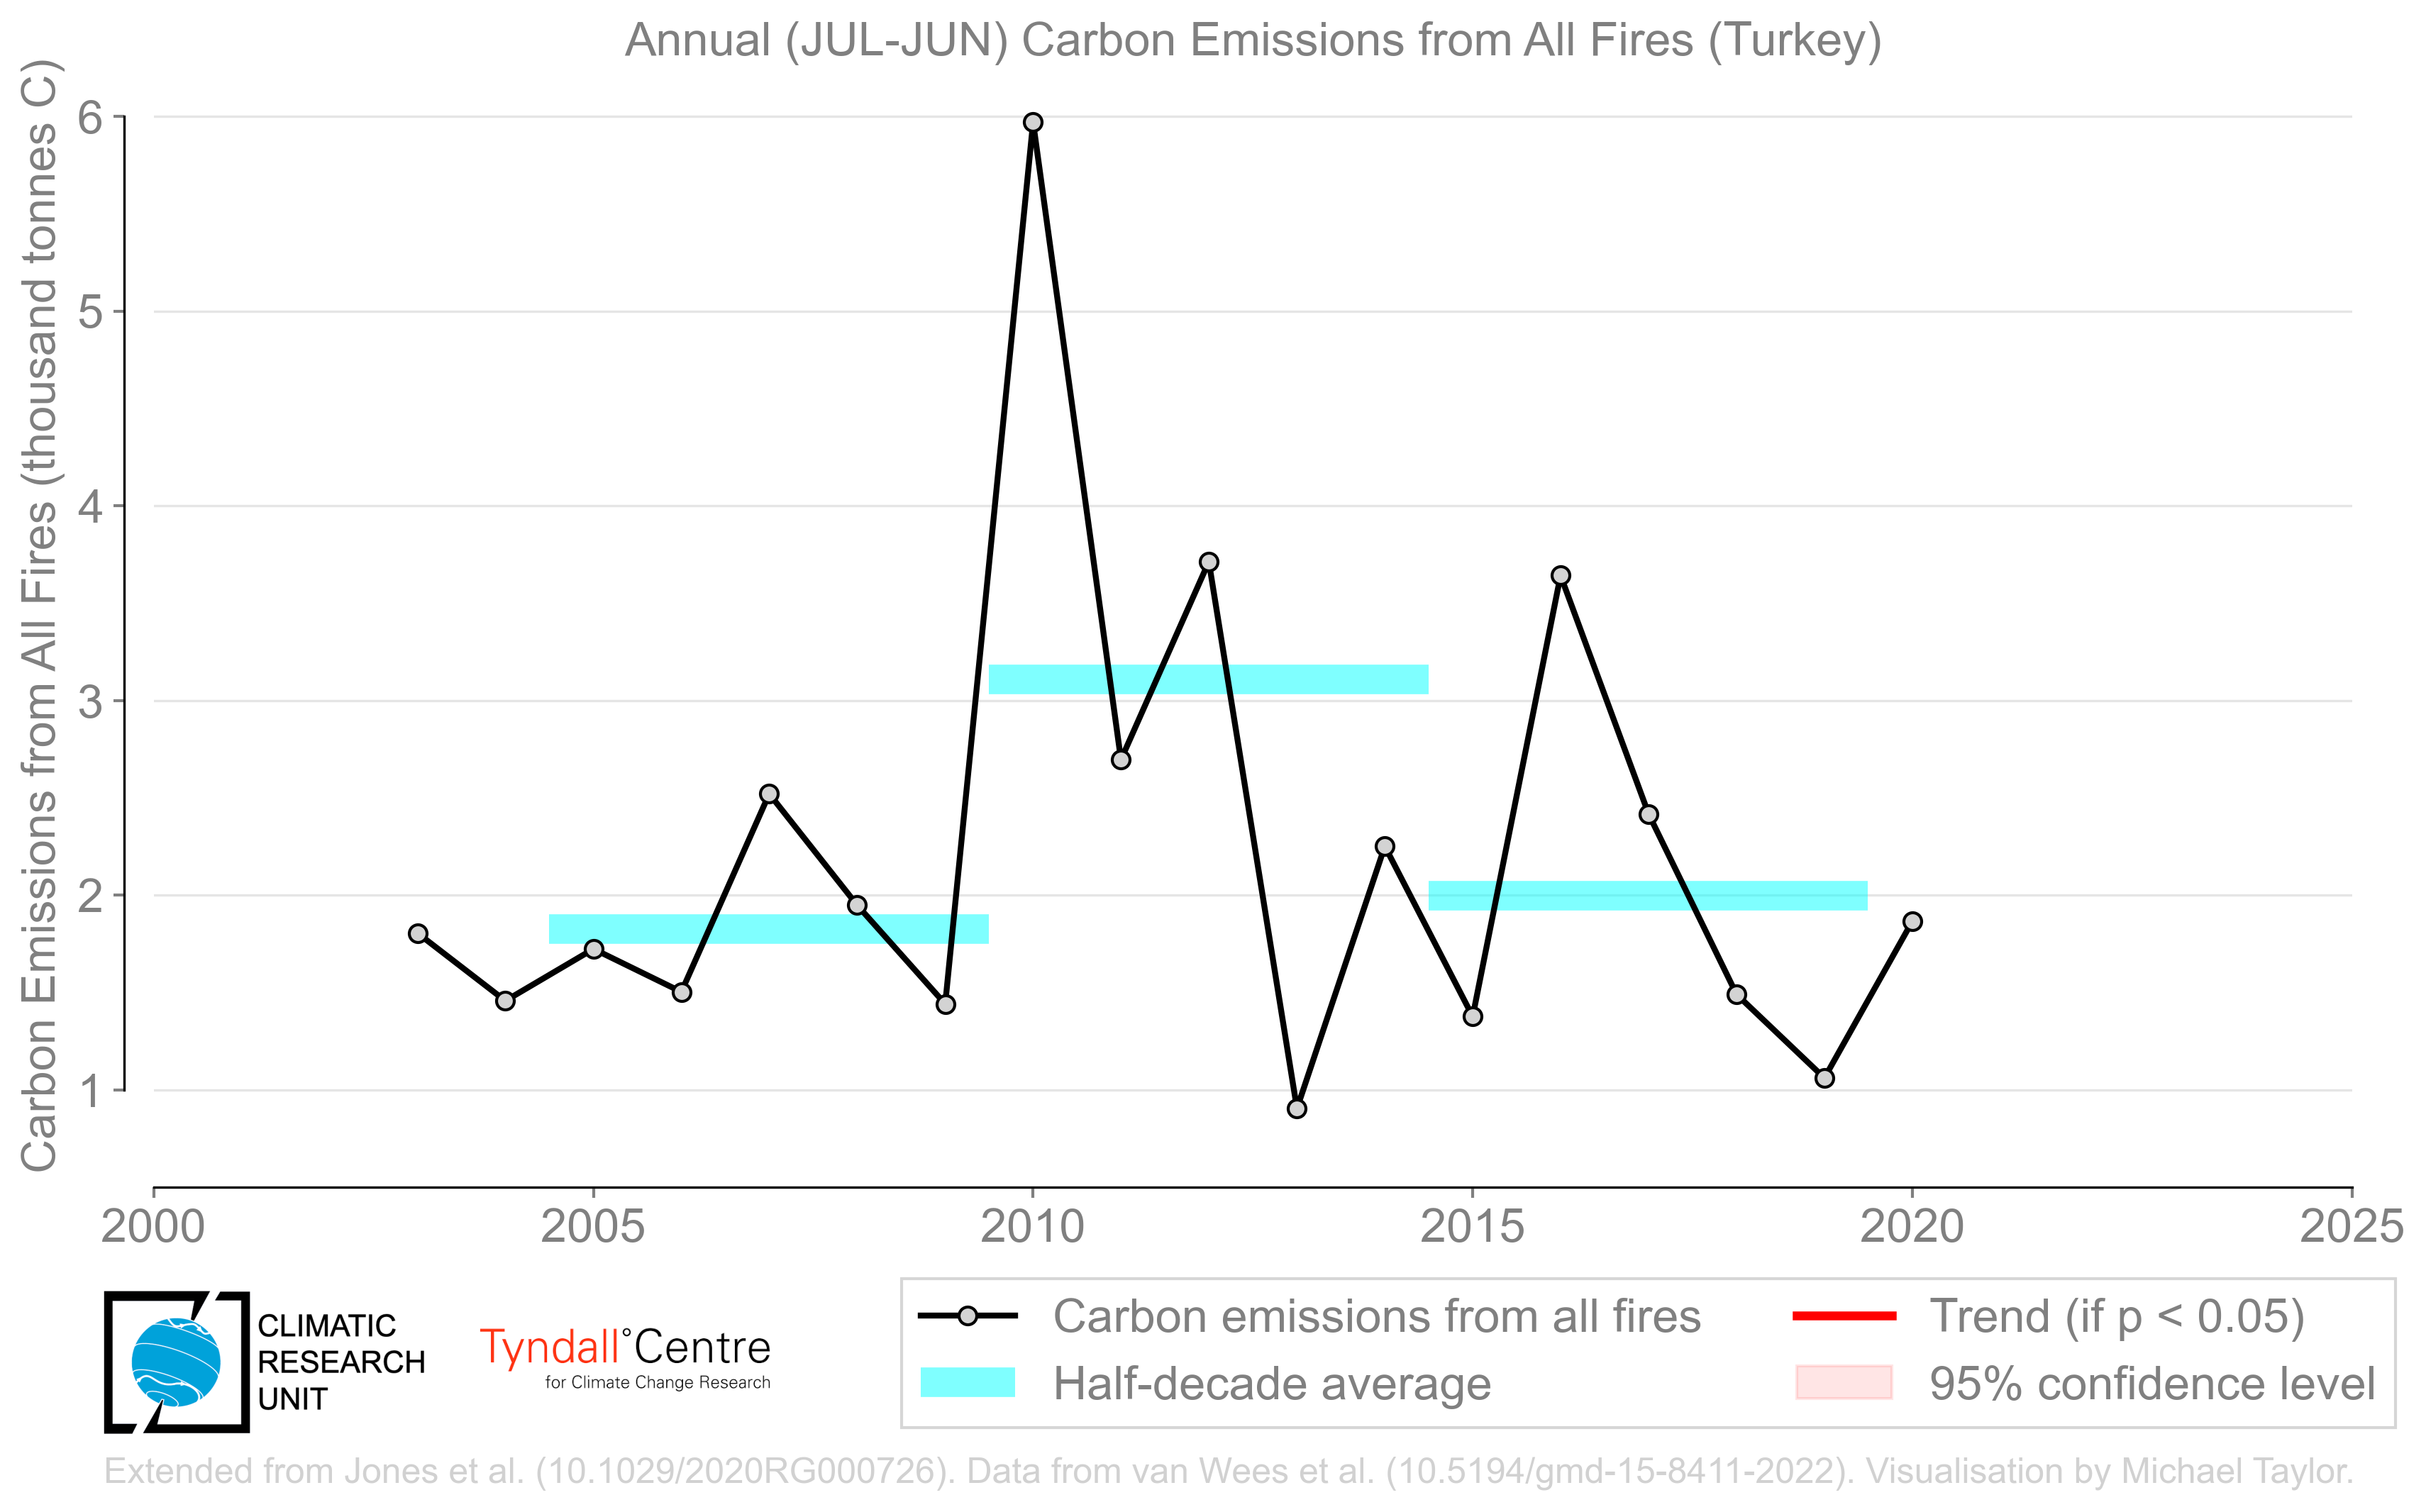 Annual (JUL-JUN) Carbon Emissions from All Fires (Turkey)
Carbon Emissions from All Fires (thousand tonnes C)
6
5
4
3
2
1
2000 2005 2010 2015 2020 2025
CLIMATIC
RESEARCH
UNIT
Tyndall°Centre
for Climate Change Research
Carbon emissions from all fires
Half-decade average
Trend (if p < 0.05)
95% confidence level
Extended from Jones et al. (10.1029/2020RG000726). Data from van Wees et al. (10.5194/gmd-15-8411-2022). Visualisation by Michael Taylor.